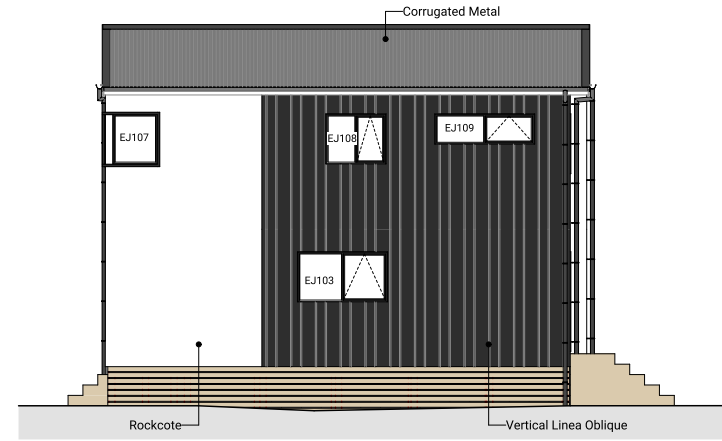 Corrugated Metal
EJ107
EJ108
EJ109
EJ103
Rockcote
Vertical Linea Oblique